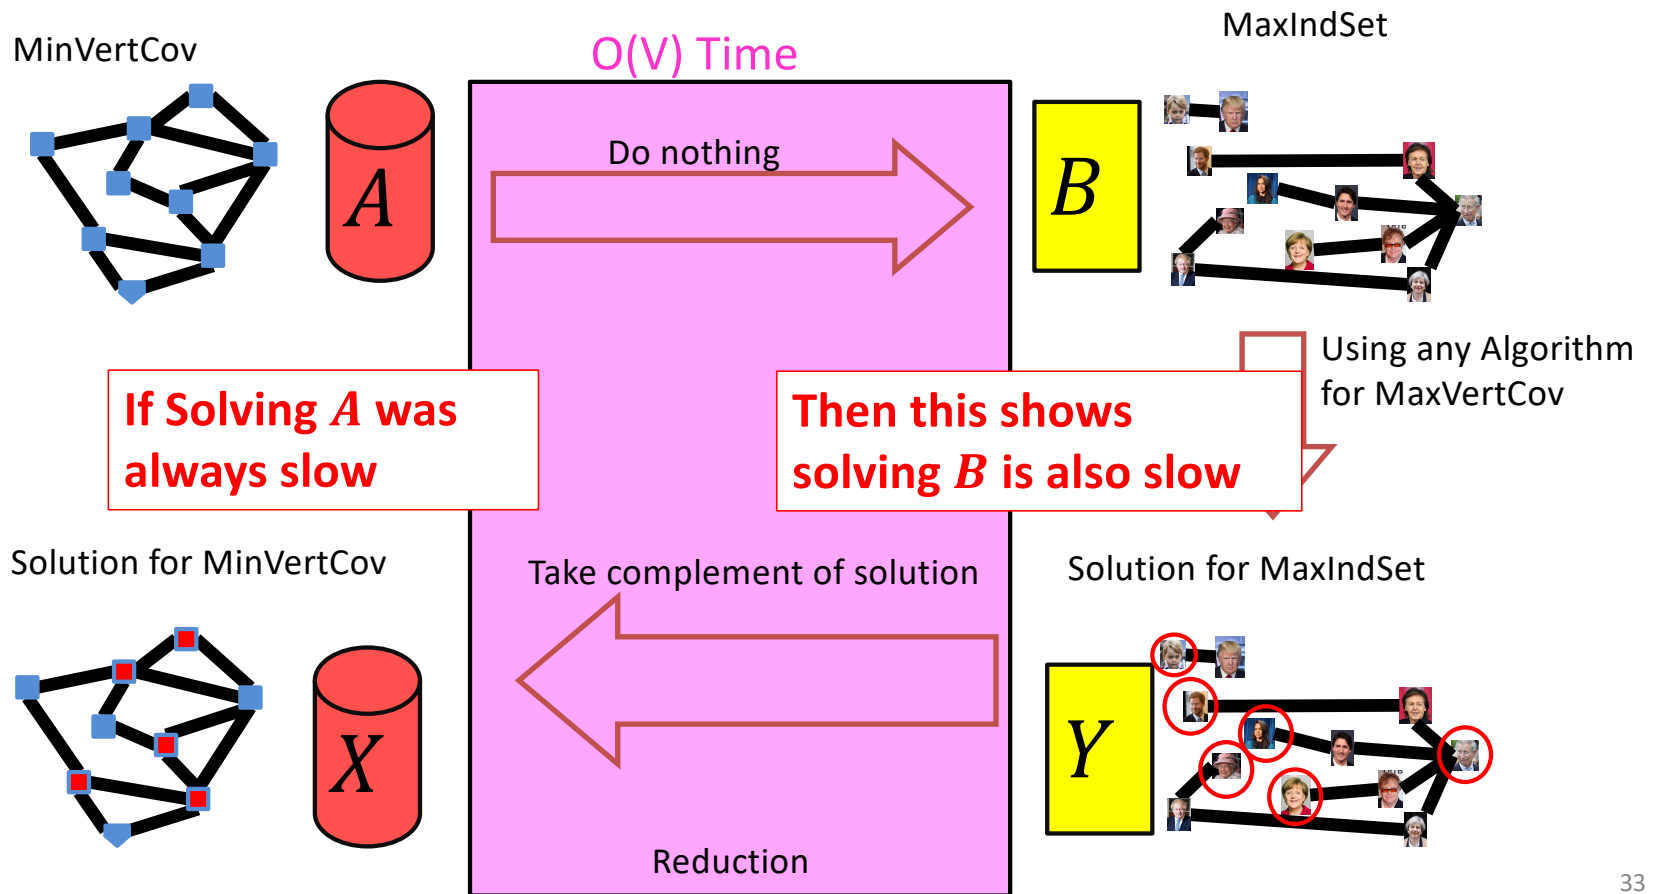 MinVertCov
O(V) Time
MaxIndSet
A
Do nothing
B
Using any Algorithm
for MaxVertCov
If Solving A was
always slow
Then this shows
solving B is also slow
Solution for MinVertCov
Take complement of solution
Solution for MaxIndSet
X
Y
Reduction
33